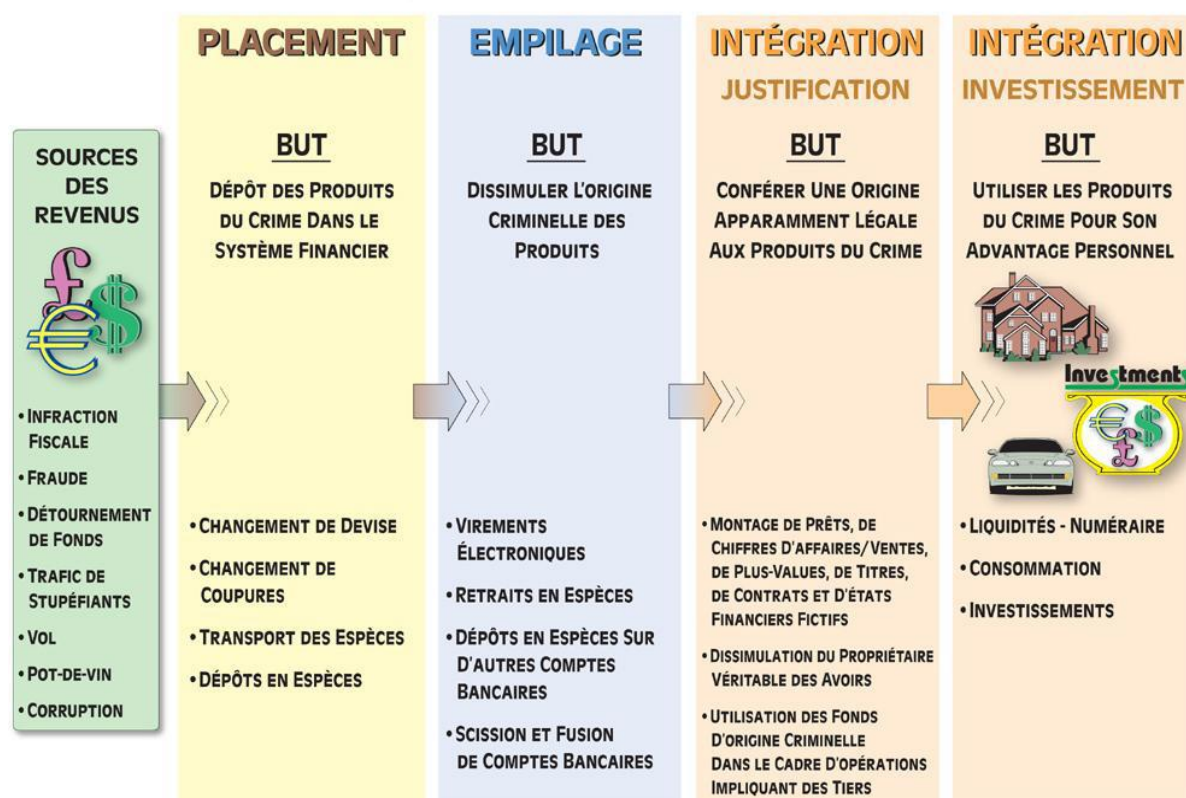 SOURCES
DES
REVENUS
£
$
€
• INFRACTION
FISCALE
• FRAUDE
• DÉTOURNEMENT
DE FONDS
• TRAFIC DE
STUPÉFIANTS
• VOL
• POT-DE-VIN
• CORRUPTION
PLACEMENT
BUT
DÉPÔT DES PRODUITS
DU CRIME DANS LE
SYSTÈME FINANCIER
• CHANGEMENT DE DEVISE
• CHANGEMENT DE
COUPURES
• TRANSPORT DES ESPÈCES
• DÉPÔTS EN ESPÈCES
EMPILAGE
BUT
DISSIMULER L'ORIGINE
CRIMINELLE DES
PRODUITS
• VIREMENTS
ÉLECTRONIQUES
• RETRAITS EN ESPÈCES
• DÉPÔTS EN ESPÈCES SUR
D'AUTRES COMPTES
BANCAIRES
• SCISSION ET FUSION
DE COMPTES BANCAIRES
INTÉGRATION
JUSTIFICATION
BUT
CONFÉRER UNE ORIGINE
APPARAMMENT LÉGALE
AUX PRODUITS DU CRIME
• MONTAGE DE PRÊTS, DE
CHIFFRES D'AFFAIRES/VENTES,
DE PLUS-VALUES, DE TITRES,
DE CONTRATS ET D'ÉTATS
FINANCIERS FICTIFS
• DISSIMULATION DU PROPRIÉTAIRE
VÉRITABLE DES AVOIRS
• UTILISATION DES FONDS
D'ORIGINE CRIMINELLE
DANS LE CADRE D'OPÉRATIONS
IMPLIQUANT DES TIERS
INTÉGRATION
INVESTISSEMENT
BUT
UTILISER LES PRODUITS
DU CRIME POUR SON
ADVANTAGE PERSONNEL
Investments
€ $
£
• LIQUIDITÉS - NUMÉRAIRE
• CONSOMMATION
• INVESTISSEMENTS